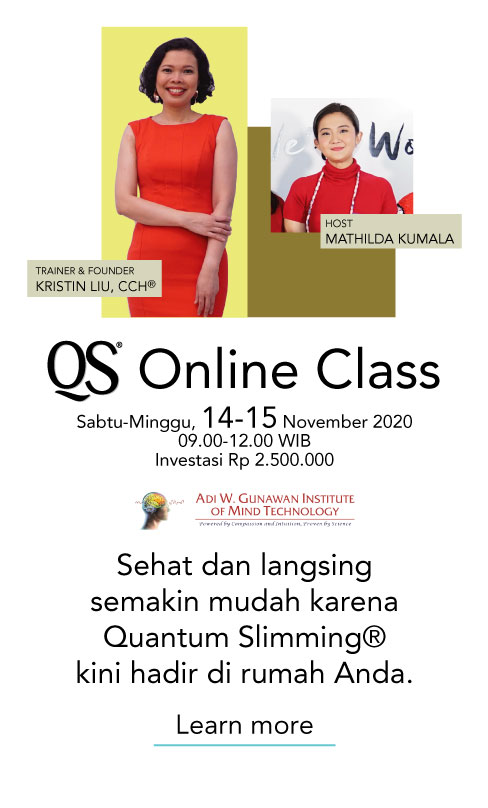 HOST
MATHILDA KUMALA
TRAINER & FOUNDER
KRISTIN LIU, CCH®
QS® Online Class
Sabtu-Minggu, 14-15 November 2020
09.00-12.00 WIB
Investasi Rp 2.500.000
ADI W. GUNAWAN INSTITUTE
OF MIND TECHNOLOGY
Powered by Compassion and Intuition, Proven by Science
Sehat dan langsing
semakin mudah karena
Quantum Slimming®
kini hadir di rumah Anda.
Learn more